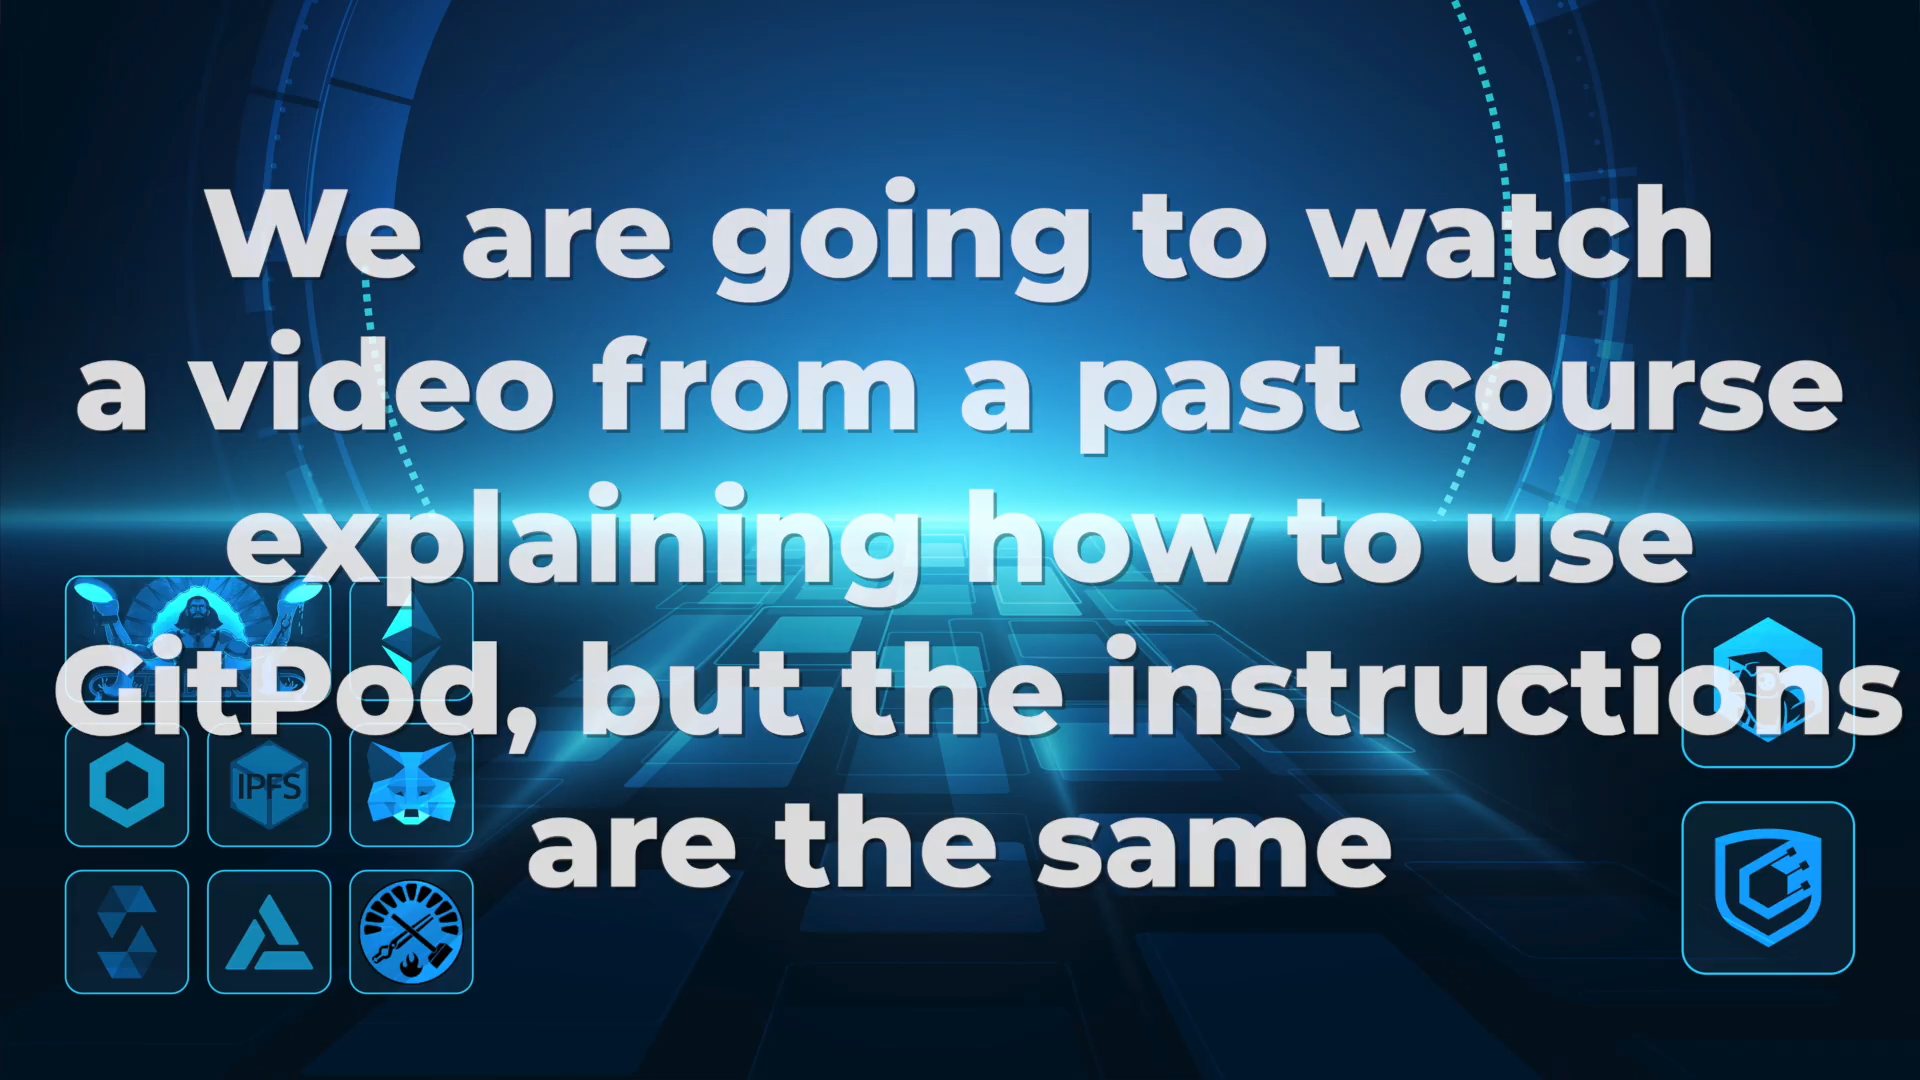 We are going to watch
a video from a past course
explaining how to use
GitPod, but the instructions
are the same
IPFS